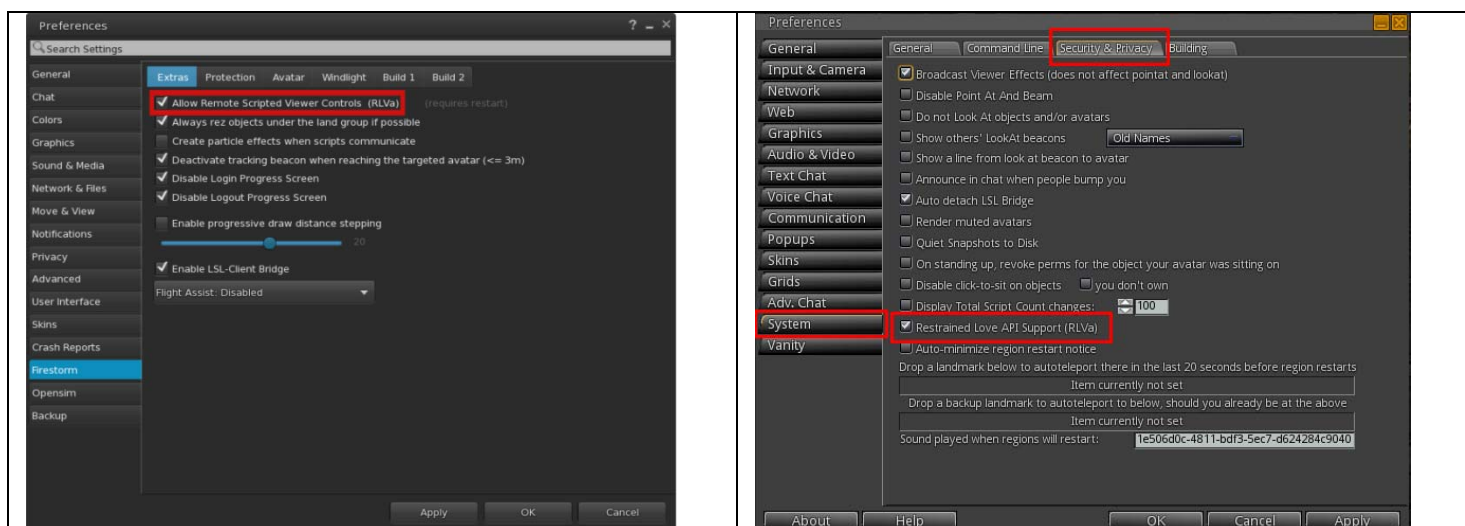 Preferences
Search Settings
General
Chat
Colors
Graphics
Sound & Media
Network & Files
Move & View
Notifications
Privacy
Advanced
User Interface
Skins
Crash Reports
Firestorm
Opensim
Backup
Extras Protection Avatar Windlight Build 1 Build 2
Allow Remote Scripted Viewer Controls (RLVa) (requires restart)
Always rez objects under the land group if possible
Create particle effects when scripts communicate
Deactivate tracking beacon when reaching the targeted avatar (<= 3m)
Disable Login Progress Screen
Disable Logout Progress Screen
Enable progressive draw distance stepping
20
Enable LSL-Client Bridge
Flight Assist: Disabled
Apply OK Cancel
Preferences
General
Input & Camera
Network
Web
Graphics
Audio & Video
Text Chat
Voice Chat
Communication
Popups
Skins
Grids
Adv. Chat
System
Vanity
General Command Line Security & Privacy Building
Broadcast Viewer Effects (does not affect pointat and lookat)
Disable Point At And Beam
Do not Look At objects and/or avatars
Show others' LookAt beacons Old Names
Show a line from look at beacon to avatar
Announce in chat when people bump you
Auto detach LSL Bridge
Render muted avatars
Quiet Snapshots to Disk
On standing up, revoke perms for the object your avatar was sitting on
Disable click-to-sit on objects you don't own
Display Total Script Count changes: 100
Restrained Love API Support (RLVa)
Auto-minimize region restart notice
Drop a landmark below to autoteleport there in the last 20 seconds before region restarts
Item currently not set
Drop a backup landmark to autoteleport to below, should you already be at the above
Item currently not set
Sound played when regions will restart: 1e506d0c-4811-bdf3-5ec7-d624284c9040
About Help OK Cancel Apply